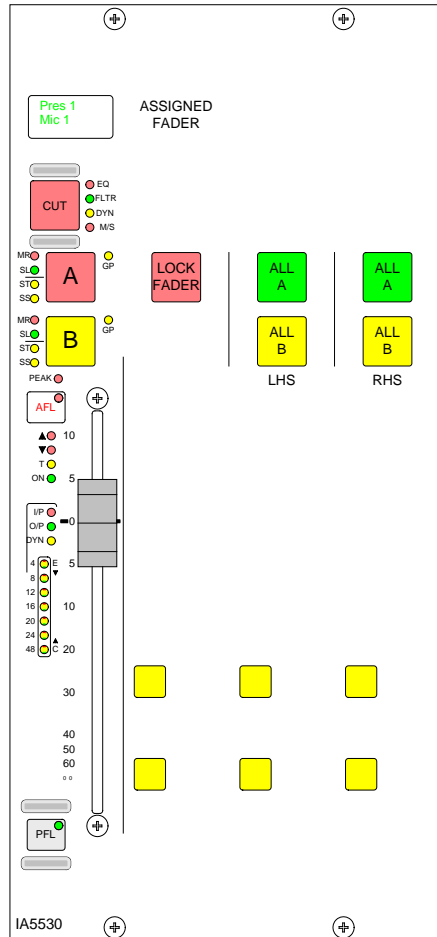 Pres 1
Mic 1
ASSIGNED
FADER
CUT
EQ
FLTR
DYN
M/S
MR
SL
ST
SS
A
GP
LOCK
FADER
ALL
A
ALL
A
MR
SL
ST
SS
B
GP
ALL
B
ALL
B
LHS
RHS
PEAK
AFL
▲
▼
T
ON
10
5
I/P
O/P
DYN
0
5
4 E
8 ▼
12
16
20
24 ▲
48 C
10
20
30
40
50
60
o o
PFL
IA5530